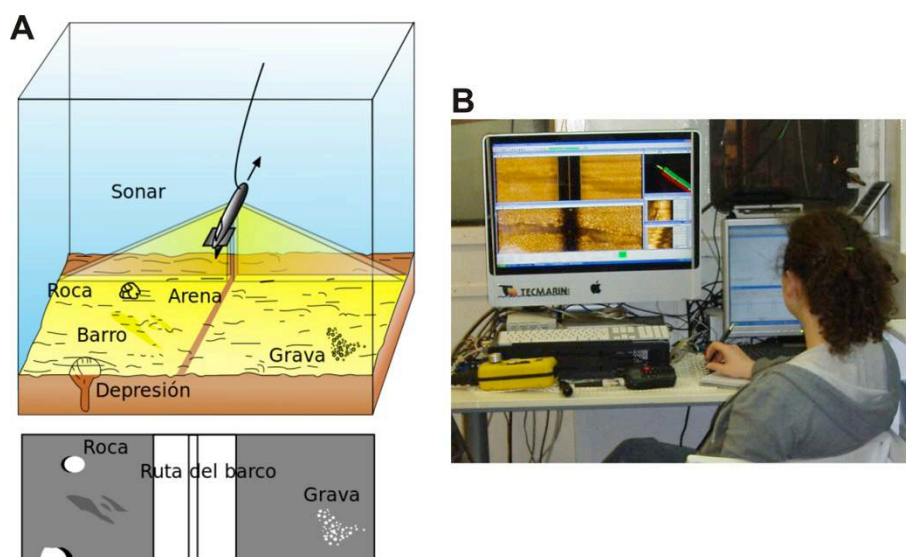 A
Sonar
Roca
Arena
Barro
Grava
Depresión
Roca
Ruta del barco
Grava
B
TECMARIN